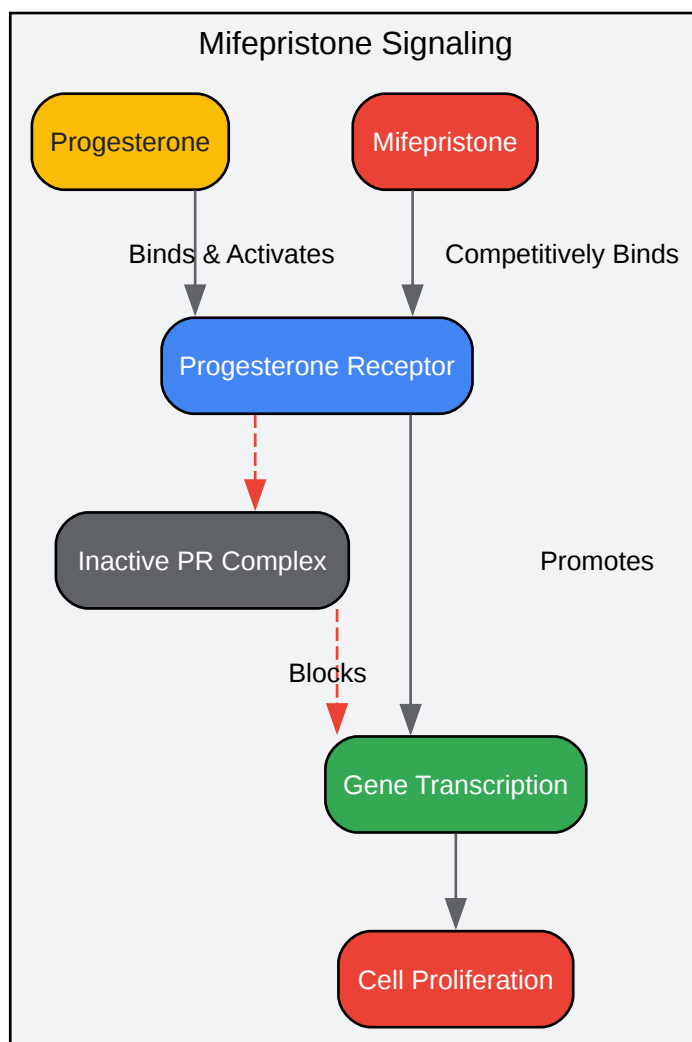 Mifepristone Signaling
Progesterone
Mifepristone
Binds & Activates
Competitively Binds
Progesterone Receptor
Inactive PR Complex
Promotes
Blocks
Gene Transcription
Cell Proliferation